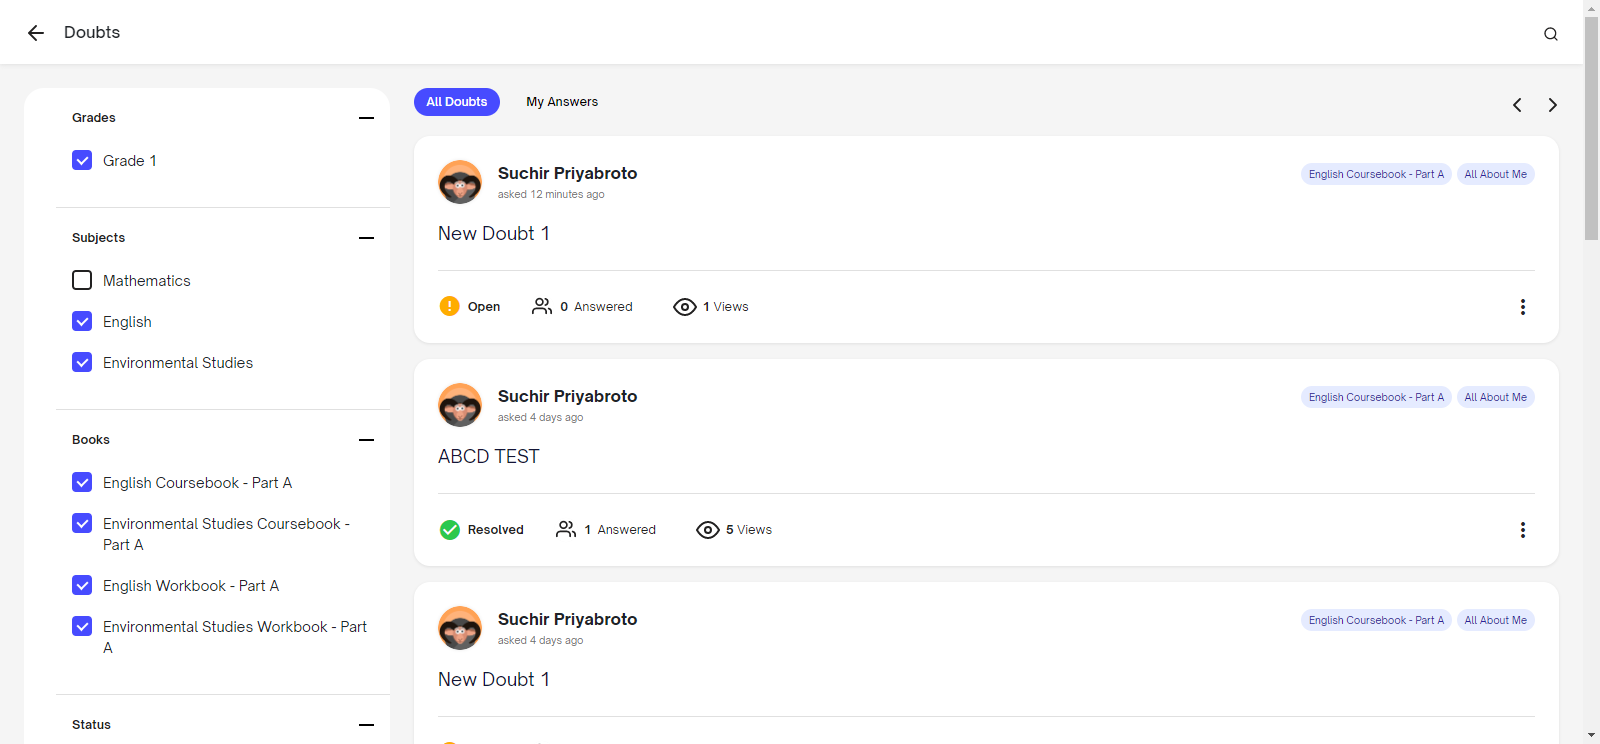 Doubts
Grades
Grade 1
Subjects
Mathematics
English
Environmental Studies
Books
English Coursebook - Part A
Environmental Studies Coursebook -
Part A
English Workbook - Part A
Environmental Studies Workbook - Part
A
Status
All Doubts My Answers
Suchir Priyabroto
asked 12 minutes ago
English Coursebook - Part A All About Me
New Doubt 1
Open 0 Answered 1 Views
Suchir Priyabroto
asked 4 days ago
English Coursebook - Part A All About Me
ABCD TEST
Resolved 1 Answered 5 Views
Suchir Priyabroto
asked 4 days ago
English Coursebook - Part A All About Me
New Doubt 1